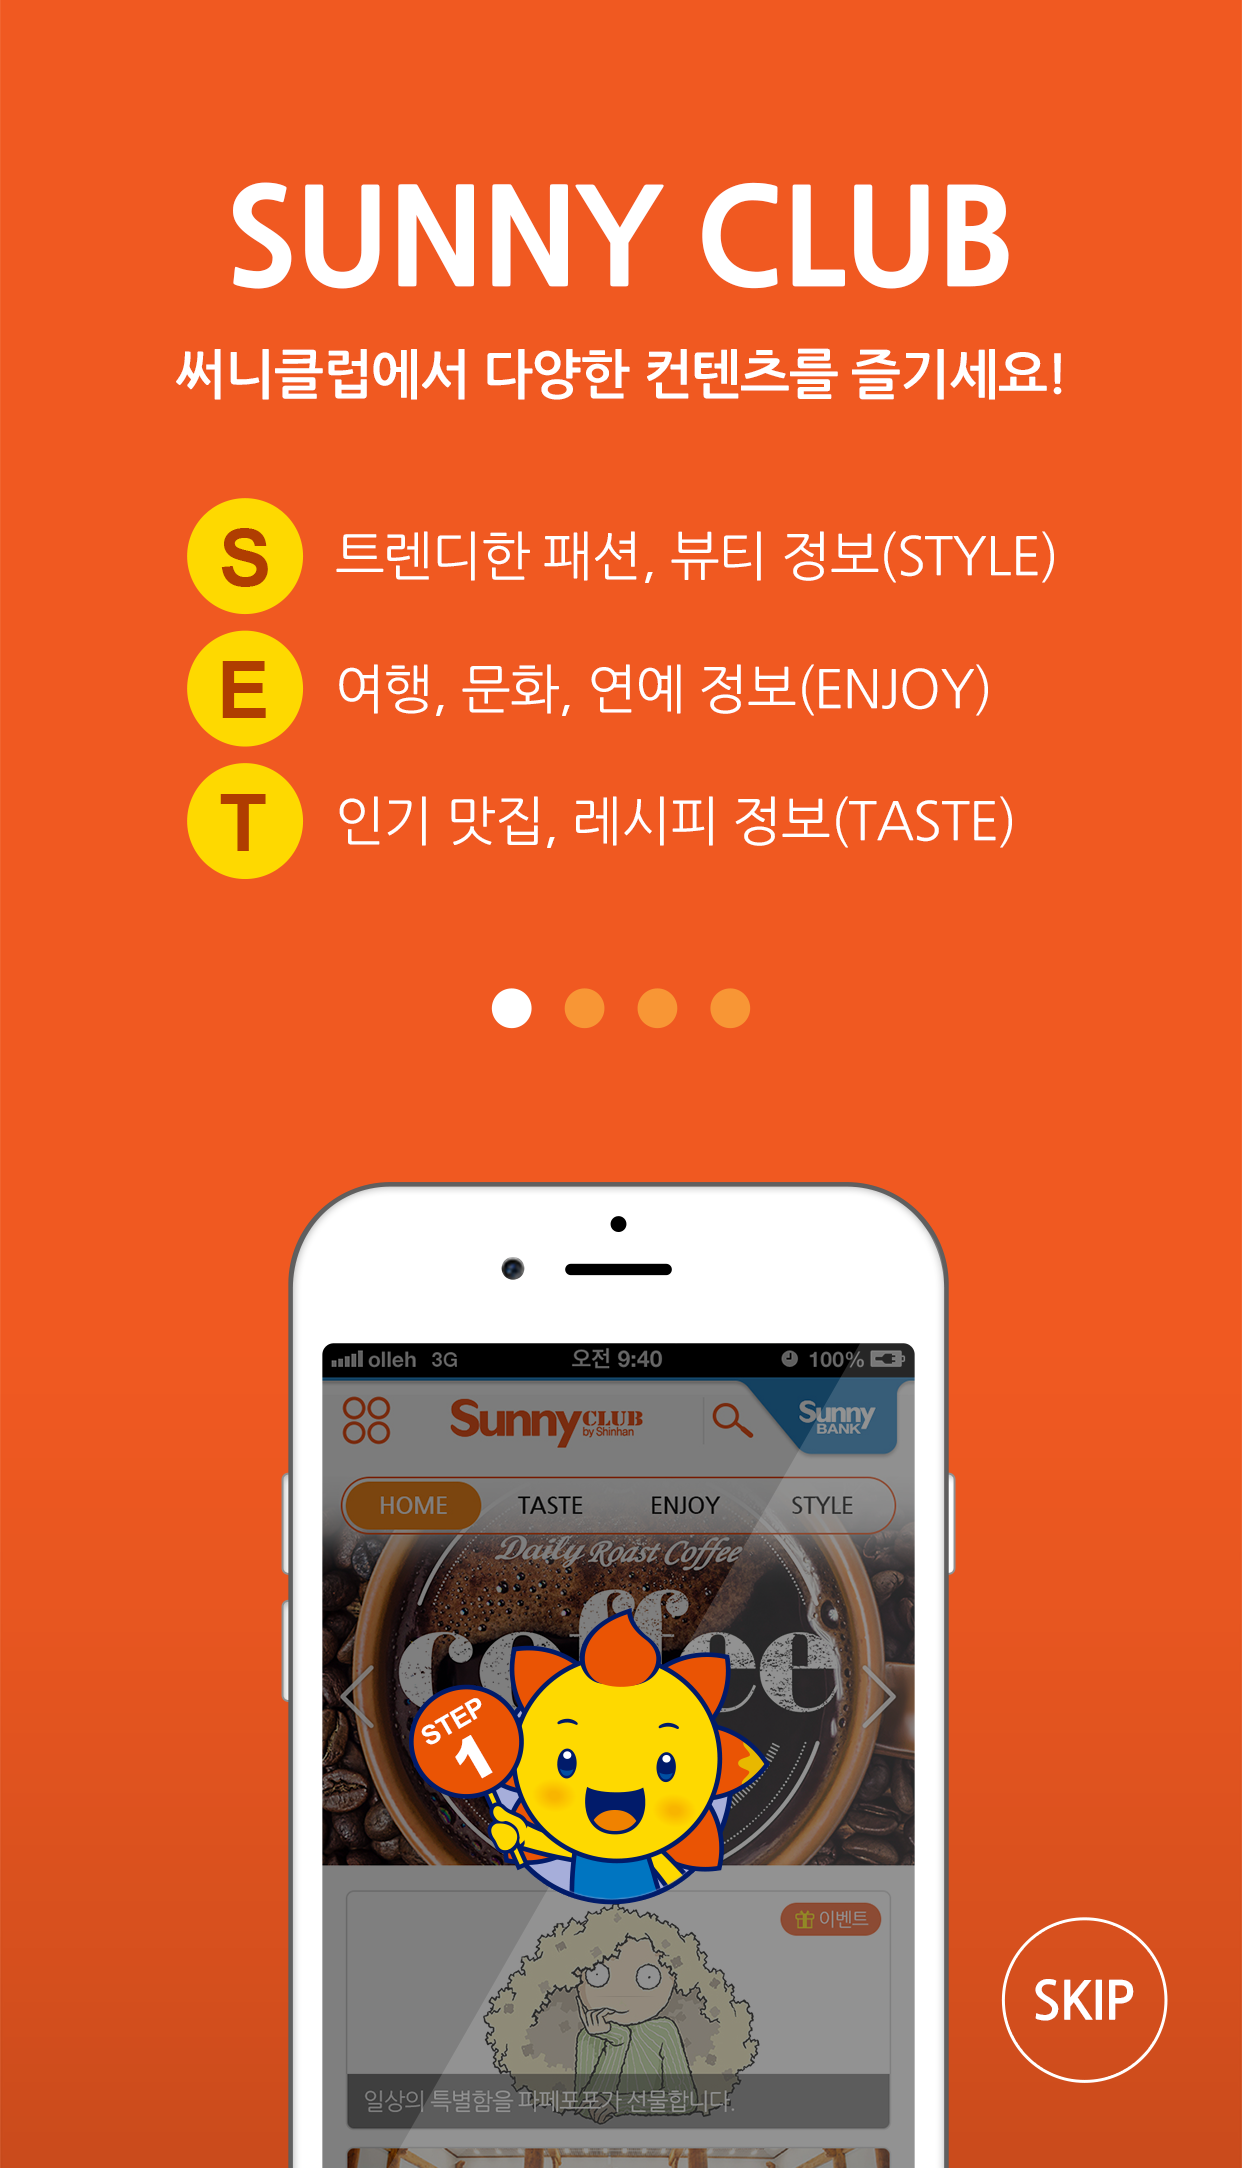 SUNNY CLUB
써니클럽에서 다양한 컨텐츠를 즐기세요!
S 트렌디한 패션, 뷰티 정보(STYLE)
E 여행, 문화, 연예 정보(ENJOY)
T 인기 맛집, 레시피 정보(TASTE)
olleh 3G 오전 9:40 100%
Sunny CLUB by Shinhan
Sunny BANK
HOME TASTE ENJOY STYLE
Daily Roast Coffee
coffee
STEP
1
이벤트
SKIP
일상의 특별함을 파페포포가 선물합니다.